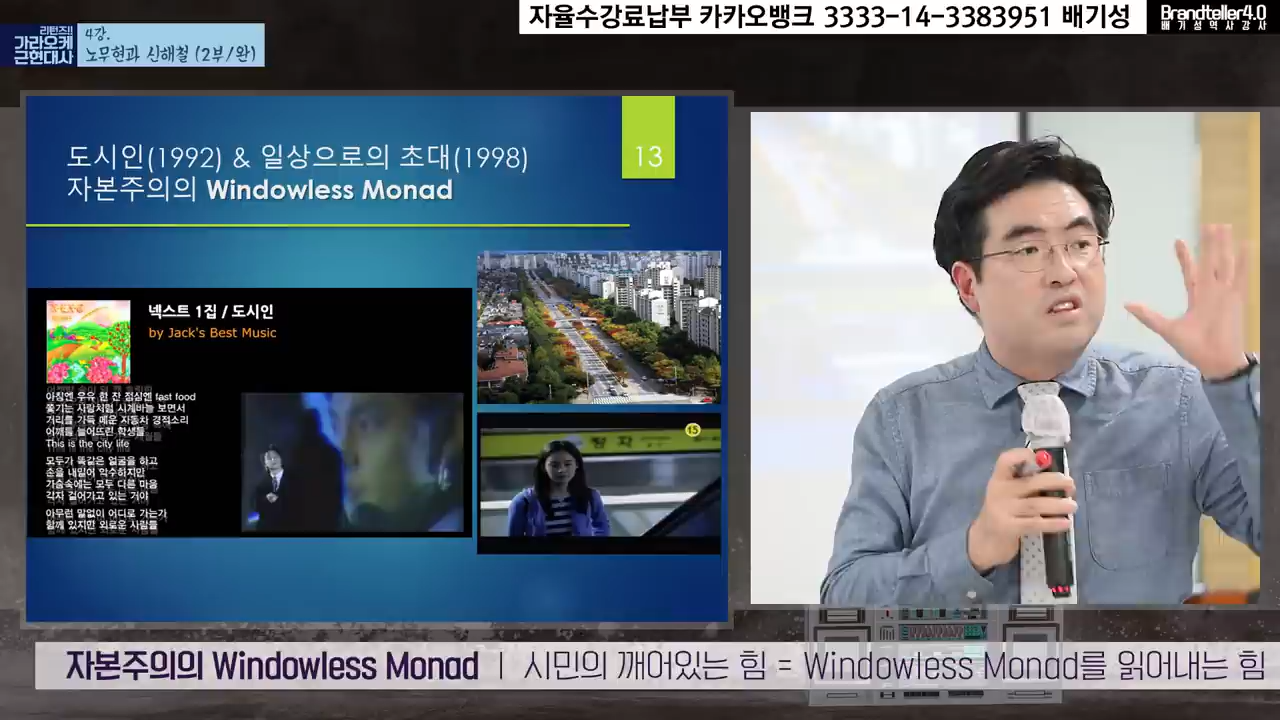 자율수강료납부 카카오뱅크 3333-14-3383951 배기성
Brandteller4.0
배기성역사강사
리턴즈!!
가라오케
근현대사
4강.
노무현과 신해철 (2부/완)
도시인(1992) & 일상으로의 초대(1998)
자본주의의 Windowless Monad
13
넥스트 1집 / 도시인
by Jack's Best Music
아침엔 우유 한 잔 점심엔 fast food
쫓기는 사람처럼 시계바늘 보면서
거리를 가득 메운 자동차 경적소리
어깨를 늘어뜨린 학생들
This is the city life
모두가 똑같은 얼굴을 하고
손을 내밀어 악수하지만
가슴속에는 모두 다른 마음
각자 걸어가고 있는 거야
아무런 말없이 어디로 가는가
함께 있지만 외로운 사람들
15
자본주의의 Windowless Monad | 시민의 깨어있는 힘 = Windowless Monad를 읽어내는 힘